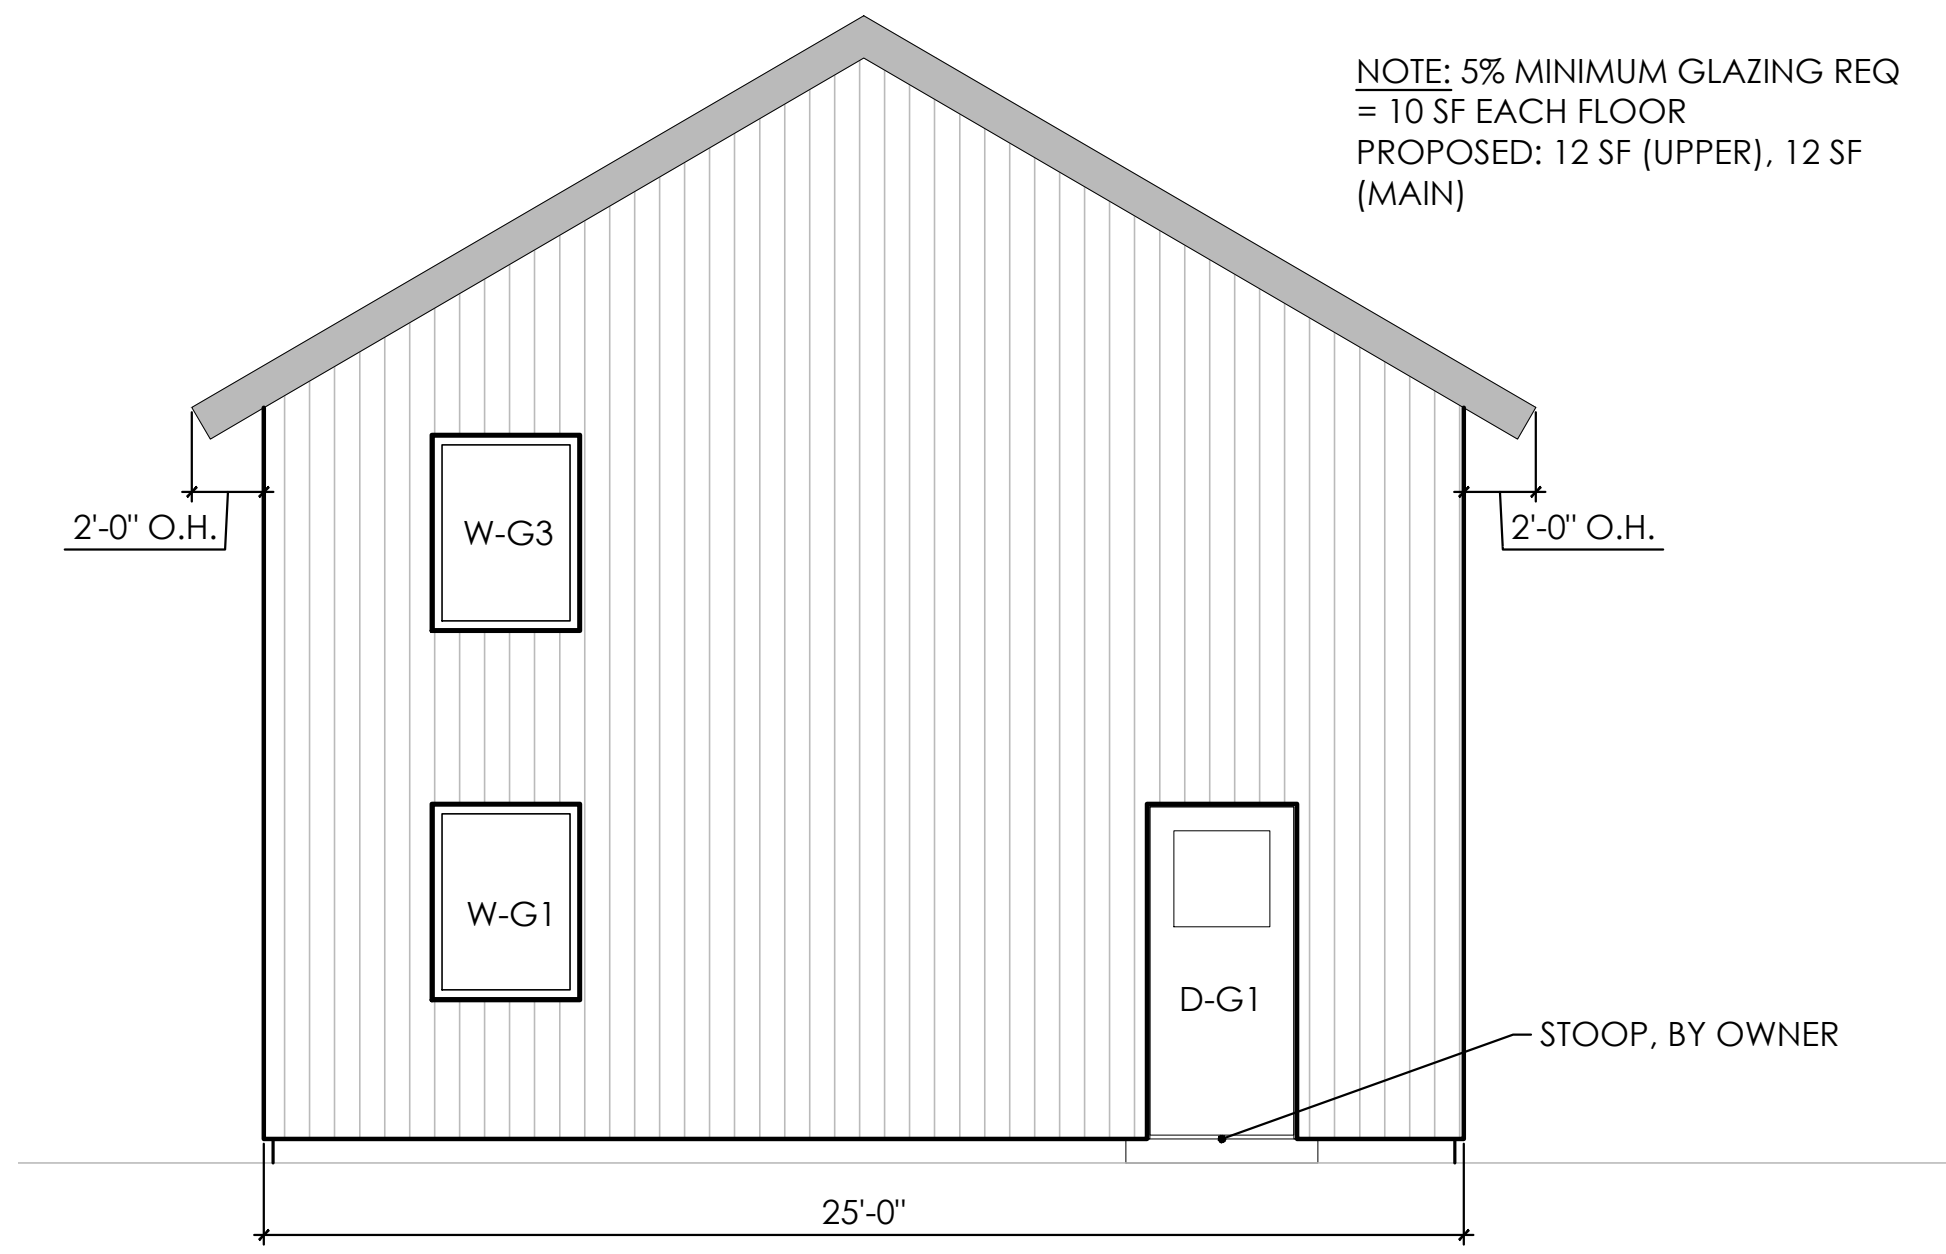 NOTE: 5% MINIMUM GLAZING REQ
= 10 SF EACH FLOOR
PROPOSED: 12 SF (UPPER), 12 SF
(MAIN)
2'-0" O.H.
W-G3
2'-0" O.H.
W-G1
D-G1
STOOP, BY OWNER
25'-0"